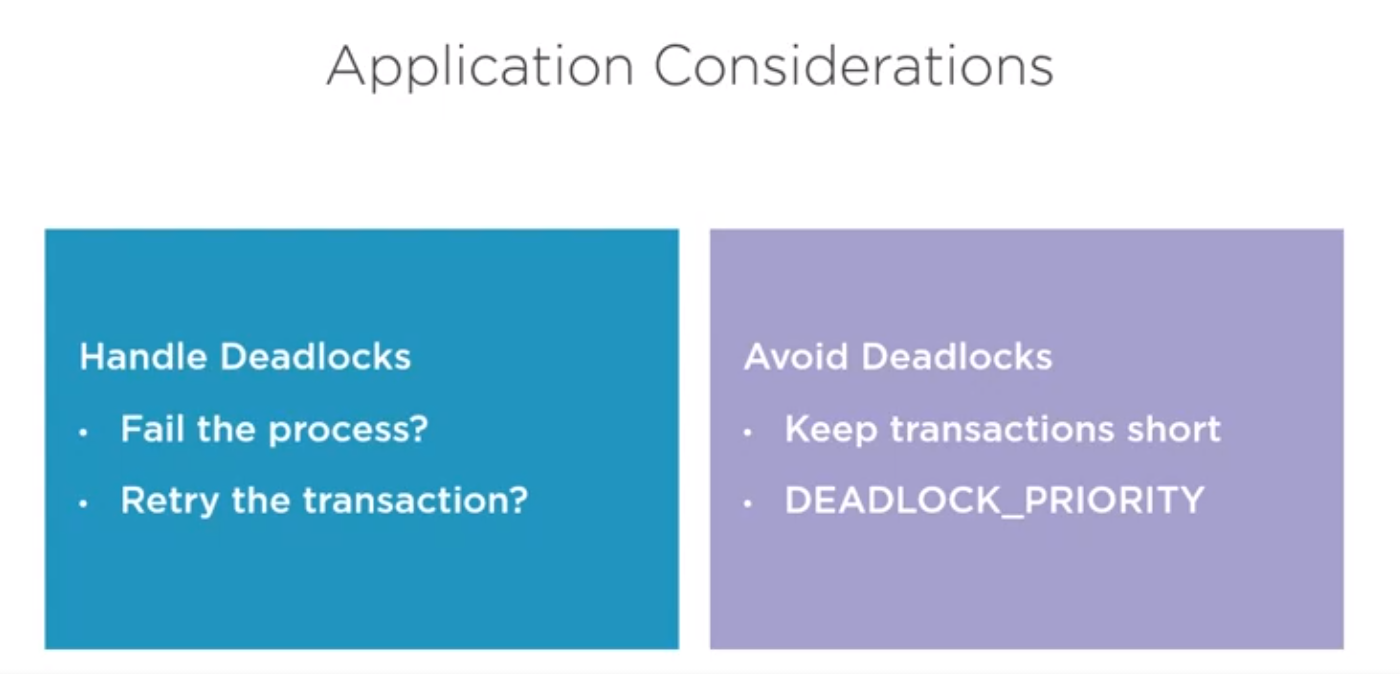 Application Considerations
Handle Deadlocks
• Fail the process?
• Retry the transaction?
Avoid Deadlocks
• Keep transactions short
• DEADLOCK_PRIORITY